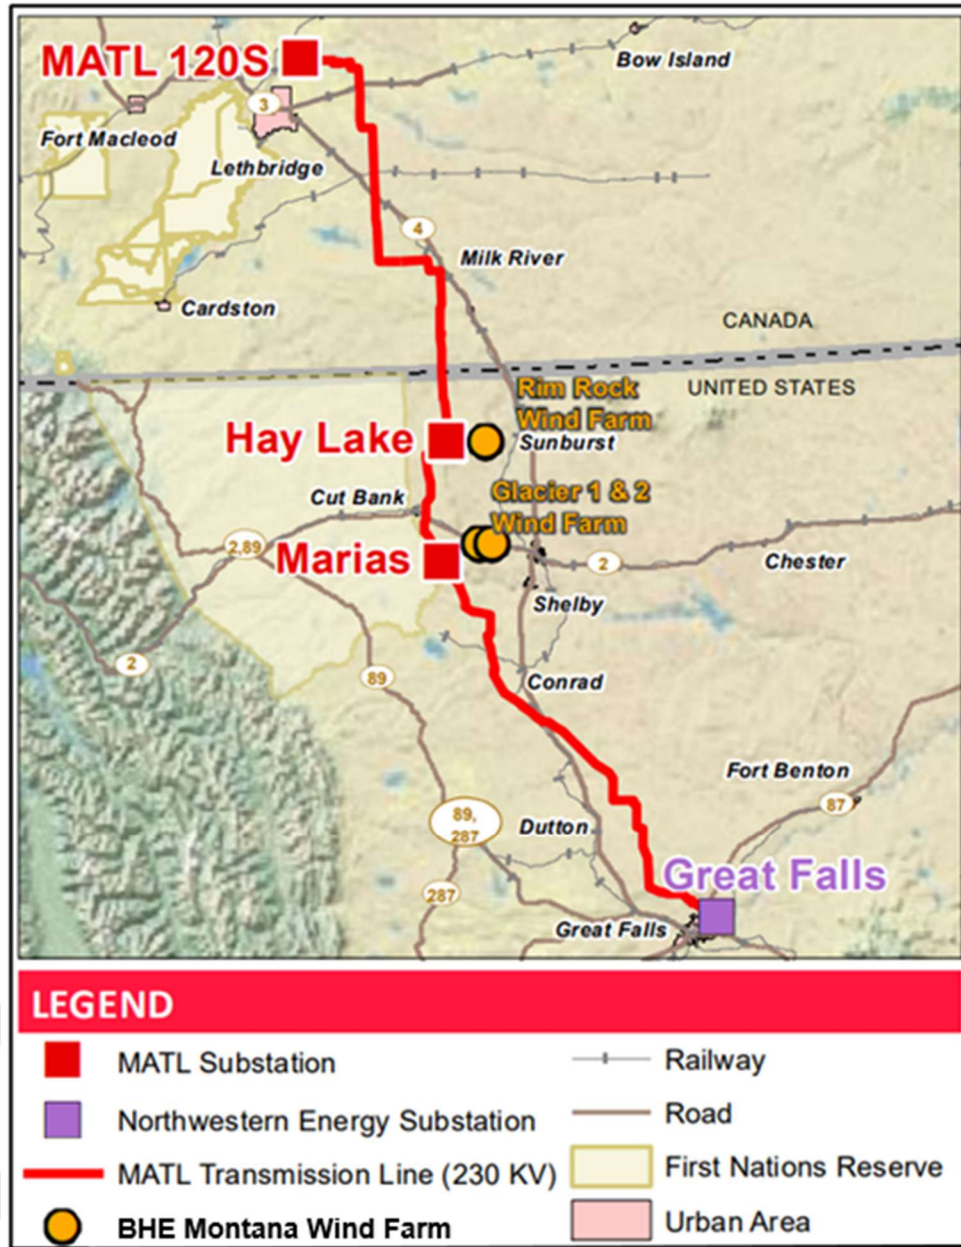 MATL 120S
Bow Island
3
Fort Macleod
Lethbridge
4
Milk River
Cardston
CANADA
UNITED STATES
Rim Rock
Wind Farm
Hay Lake
Sunburst
Cut Bank
Glacier 1 & 2
Wind Farm
2,89
Marias
2
Chester
Shelby
2
89
Conrad
Fort Benton
87
89,
287
Dutton
Great Falls
287
Great Falls
LEGEND
MATL Substation
Railway
Northwestern Energy Substation
Road
MATL Transmission Line (230 KV)
First Nations Reserve
BHE Montana Wind Farm
Urban Area